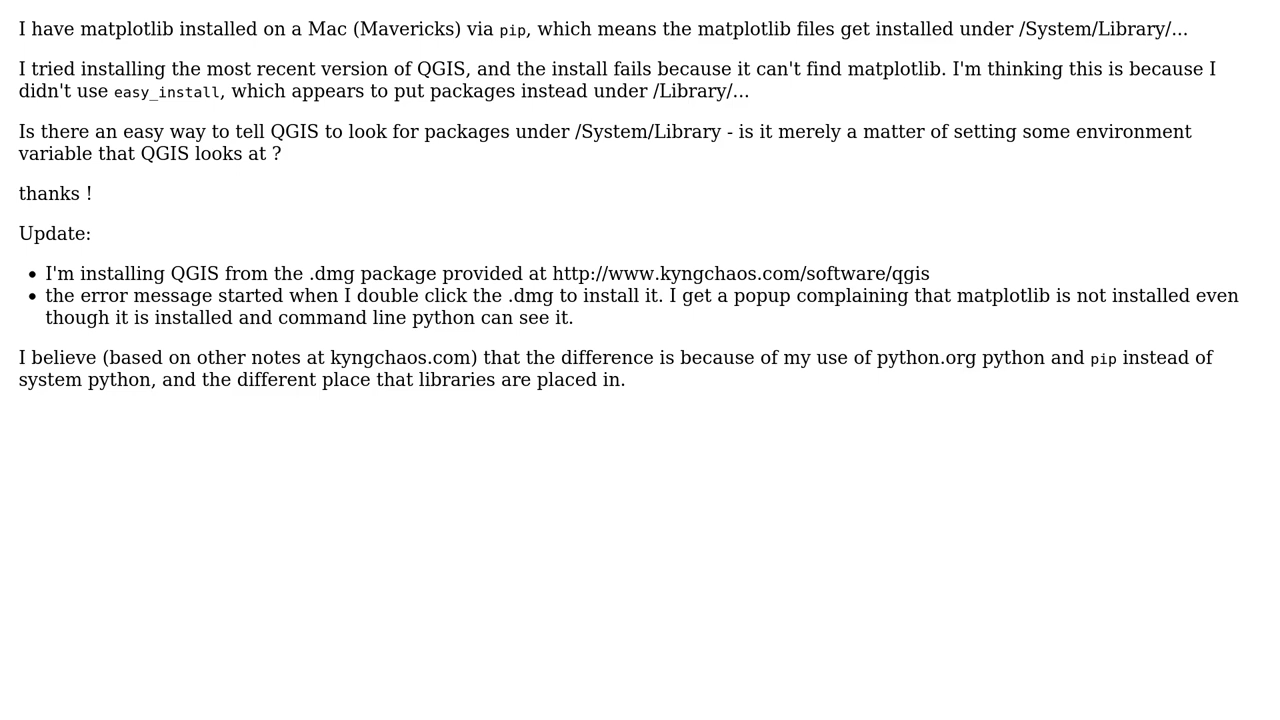 I have matplotlib installed on a Mac (Mavericks) via pip, which means the matplotlib files get installed under /System/Library/...
I tried installing the most recent version of QGIS, and the install fails because it can't find matplotlib. I'm thinking this is because I
didn't use easy_install, which appears to put packages instead under /Library/...
Is there an easy way to tell QGIS to look for packages under /System/Library - is it merely a matter of setting some environment
variable that QGIS looks at ?
thanks !
Update:
• I'm installing QGIS from the .dmg package provided at http://www.kyngchaos.com/software/qgis
• the error message started when I double click the .dmg to install it. I get a popup complaining that matplotlib is not installed even
though it is installed and command line python can see it.
I believe (based on other notes at kyngchaos.com) that the difference is because of my use of python.org python and pip instead of
system python, and the different place that libraries are placed in.